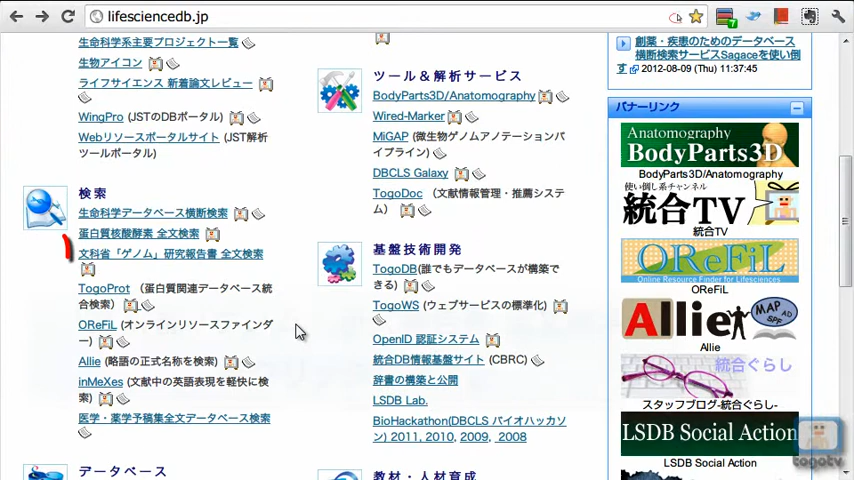 lifesciencedb.jp
7
生命科学系主要プロジェクト一覧
生物アイコン
ライフサイエンス 新着論文レビュー
WingPro (JSTのDBポータル)
Webリソースポータルサイト (JST解析
ツールポータル)
検索
生命科学データベース横断検索
蛋白質核酸酵素 全文検索
文科省「ゲノム」研究報告書 全文検索
TogoProt (蛋白質関連データベース統
合検索)
OReFiL (オンラインリソースファインダ
ー)
Allie (略語の正式名称を検索)
inMeXes (文献中の英語表現を軽快に検
索)
医学・薬学予稿集全文データベース検索
データベース
ツール＆解析サービス
BodyParts3D/Anatomography
Wired-Marker
MiGAP (微生物ゲノムアノテーションパ
イプライン)
DBCLS Galaxy
TogoDoc (文献情報管理・推薦システ
ム)
基盤技術開発
TogoDB(誰でもデータベースが構築で
きる)
TogoWS (ウェブサービスの標準化)
OpenID 認証システム
統合DB情報基盤サイト (CBRC)
辞書の構築と公開
LSDB Lab.
BioHackathon(DBCLS バイオハッカソ
ン) 2011, 2010, 2009, 2008
教材・人材育成
創薬・疾患のためのデータベース
横断検索サービスSagaceを使い倒
す 2012-08-09 (Thu) 11:37:45
バナーリンク
Anatomography
BodyParts3D
BodyParts3D/Anatomography
使い倒し系チャンネル
統合TV
統合TV
OReFiL
Online Resource Finder for Lifesciences
OReFiL
Allie
MAP
SPD
Allie
統合ぐらし
スタッフブログ-統合ぐらし-
LSDB Social Action
LSDB Social Action
togotv